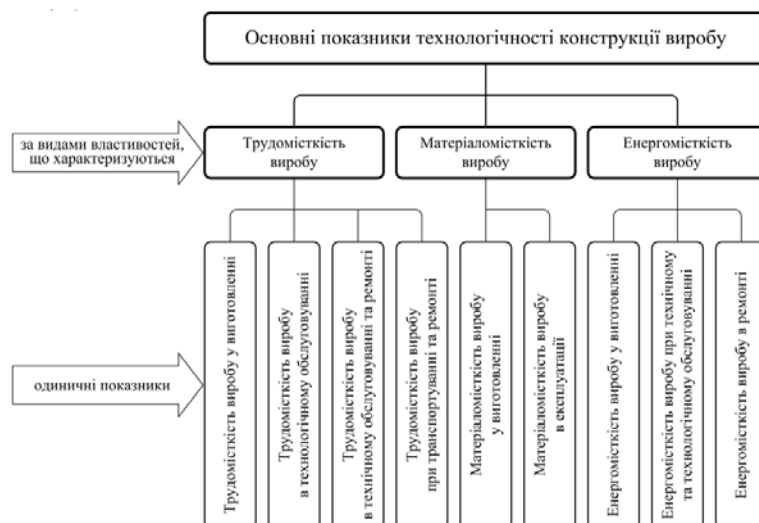 Основні показники технологічності конструкції виробу
за видами властивостей,
що характеризуються
Трудомісткість
виробу
Матеріаломісткість
виробу
Енергомісткість
виробу
одиничні показники
Трудомісткість виробу у виготовленні
Трудомісткість виробу
в технологічному обслуговуванні
Трудомісткість виробу
в технічному обслуговуванні та ремонті
Трудомісткість виробу
при транспортуванні та ремонті
Матеріаломісткість виробу
у виготовленні
Матеріаломісткість виробу
в експлуатації
Енергомісткість виробу у виготовленні
Енергомісткість виробу при технічному
та технологічному обслуговуванні
Енергомісткість виробу в ремонті